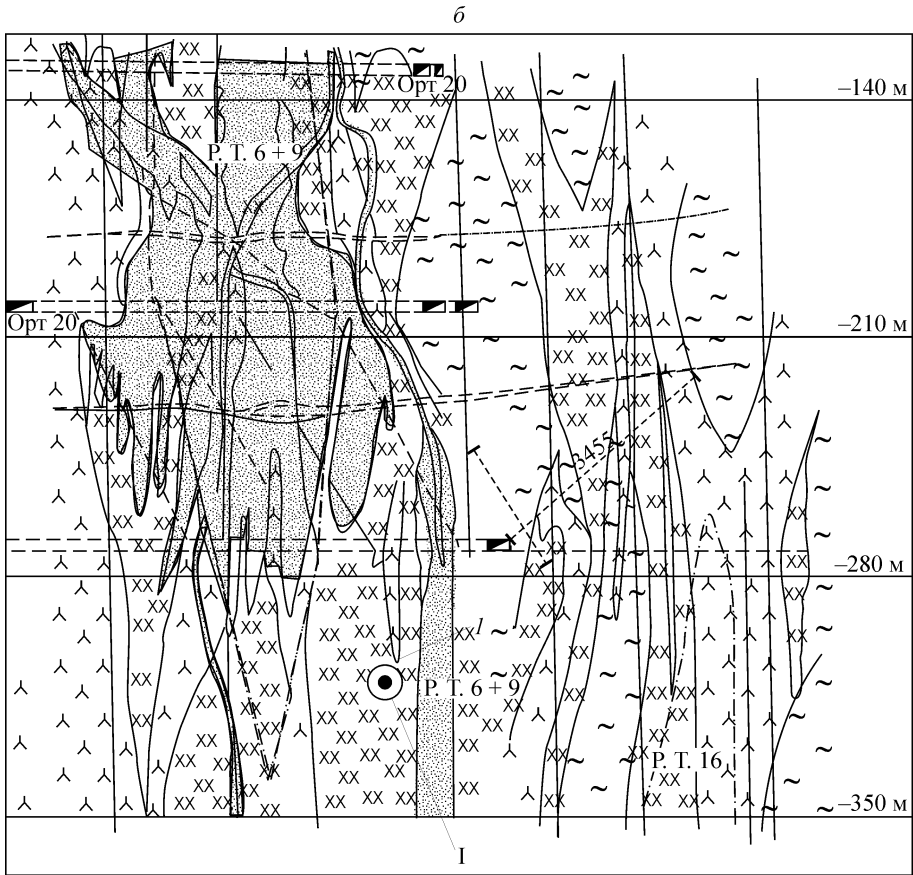 б
Орт 20
–140 м
Р. Т. 6 + 9
Орт 20
–210 м
3455
–280 м
1
Р. Т. 6 + 9
Р. Т. 16
–350 м
I